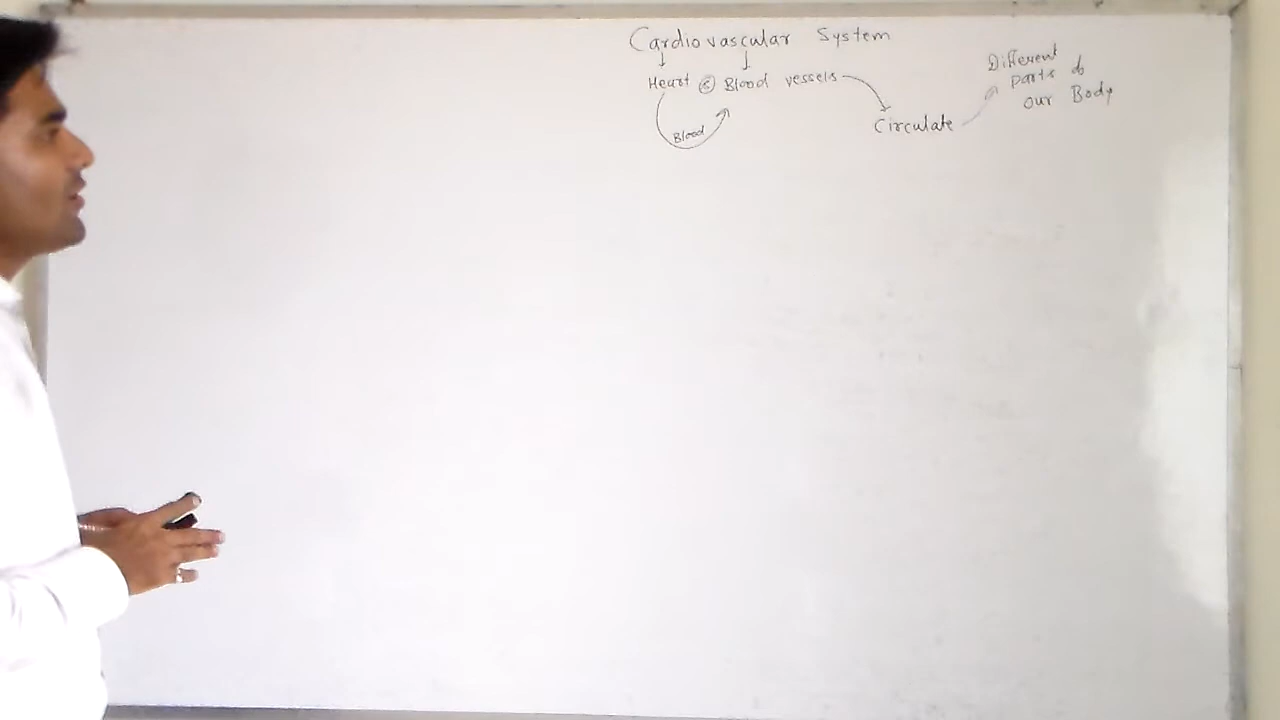 Cardiovascular System
Heart & Blood vessels
Blood
Circulate
Different
parts of
our Body